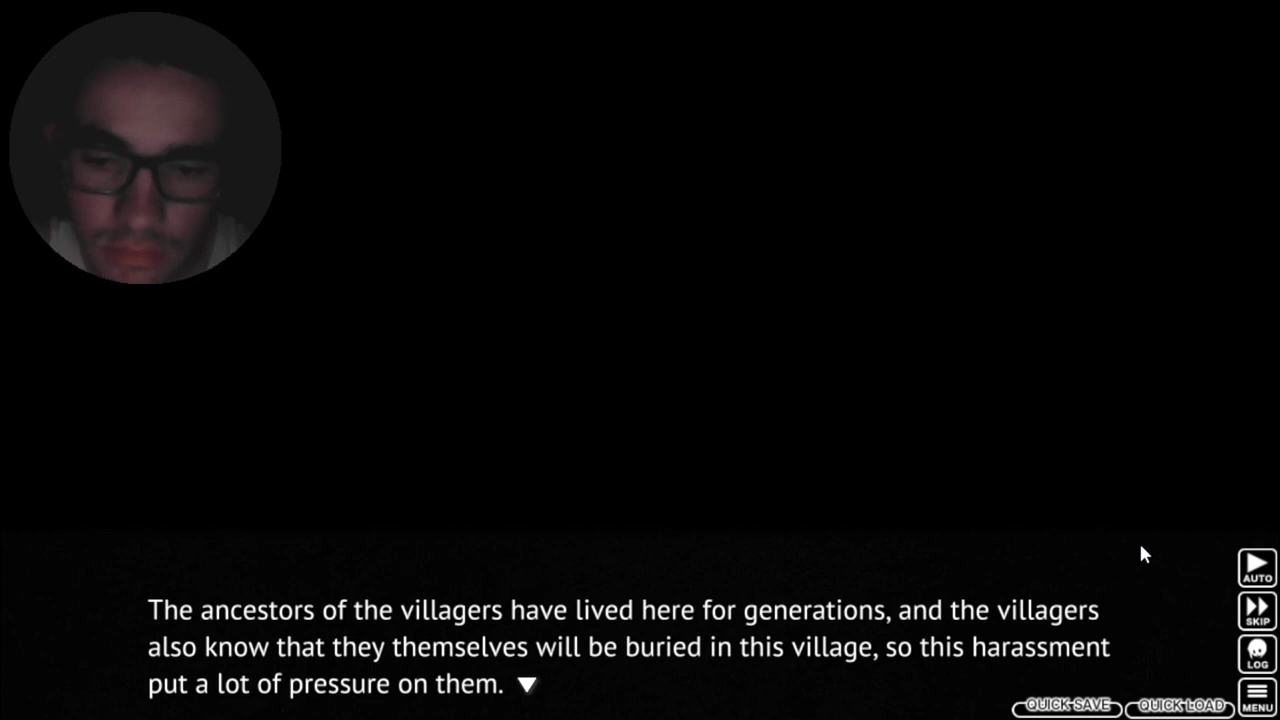 The ancestors of the villagers have lived here for generations, and the villagers
also know that they themselves will be buried in this village, so this harassment
put a lot of pressure on them.
AUTO
SKIP
LOG
MENU
QUICK SAVE
QUICK LOAD